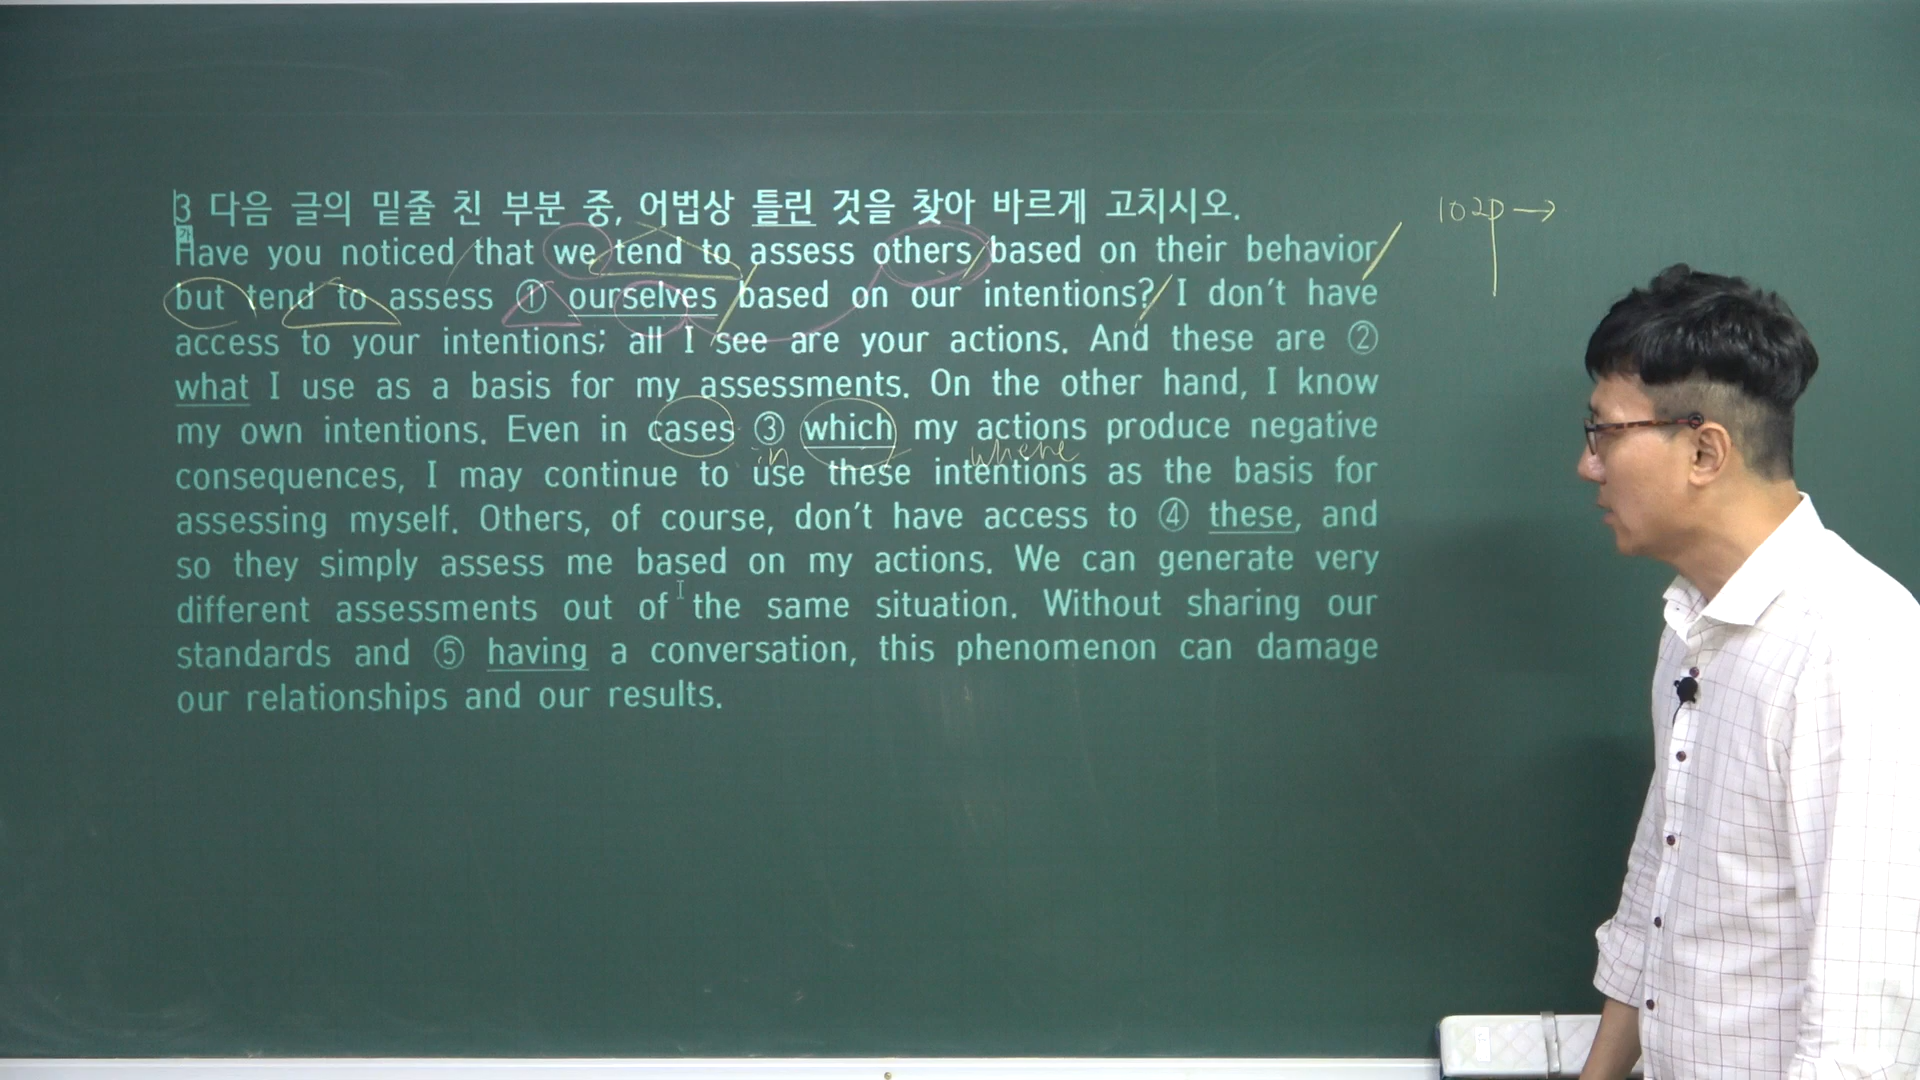 3 다음 글의 밑줄 친 부분 중, 어법상 틀린 것을 찾아 바르게 고치시오.
102p →
가
Have you noticed that we tend to assess others based on their behavior
but tend to assess ① ourselves based on our intentions? I don't have
access to your intentions; all I see are your actions. And these are ②
what I use as a basis for my assessments. On the other hand, I know
my own intentions. Even in cases ③ which my actions produce negative
in where
consequences, I may continue to use these intentions as the basis for
assessing myself. Others, of course, don't have access to ④ these, and
so they simply assess me based on my actions. We can generate very
different assessments out of the same situation. Without sharing our
standards and ⑤ having a conversation, this phenomenon can damage
our relationships and our results.